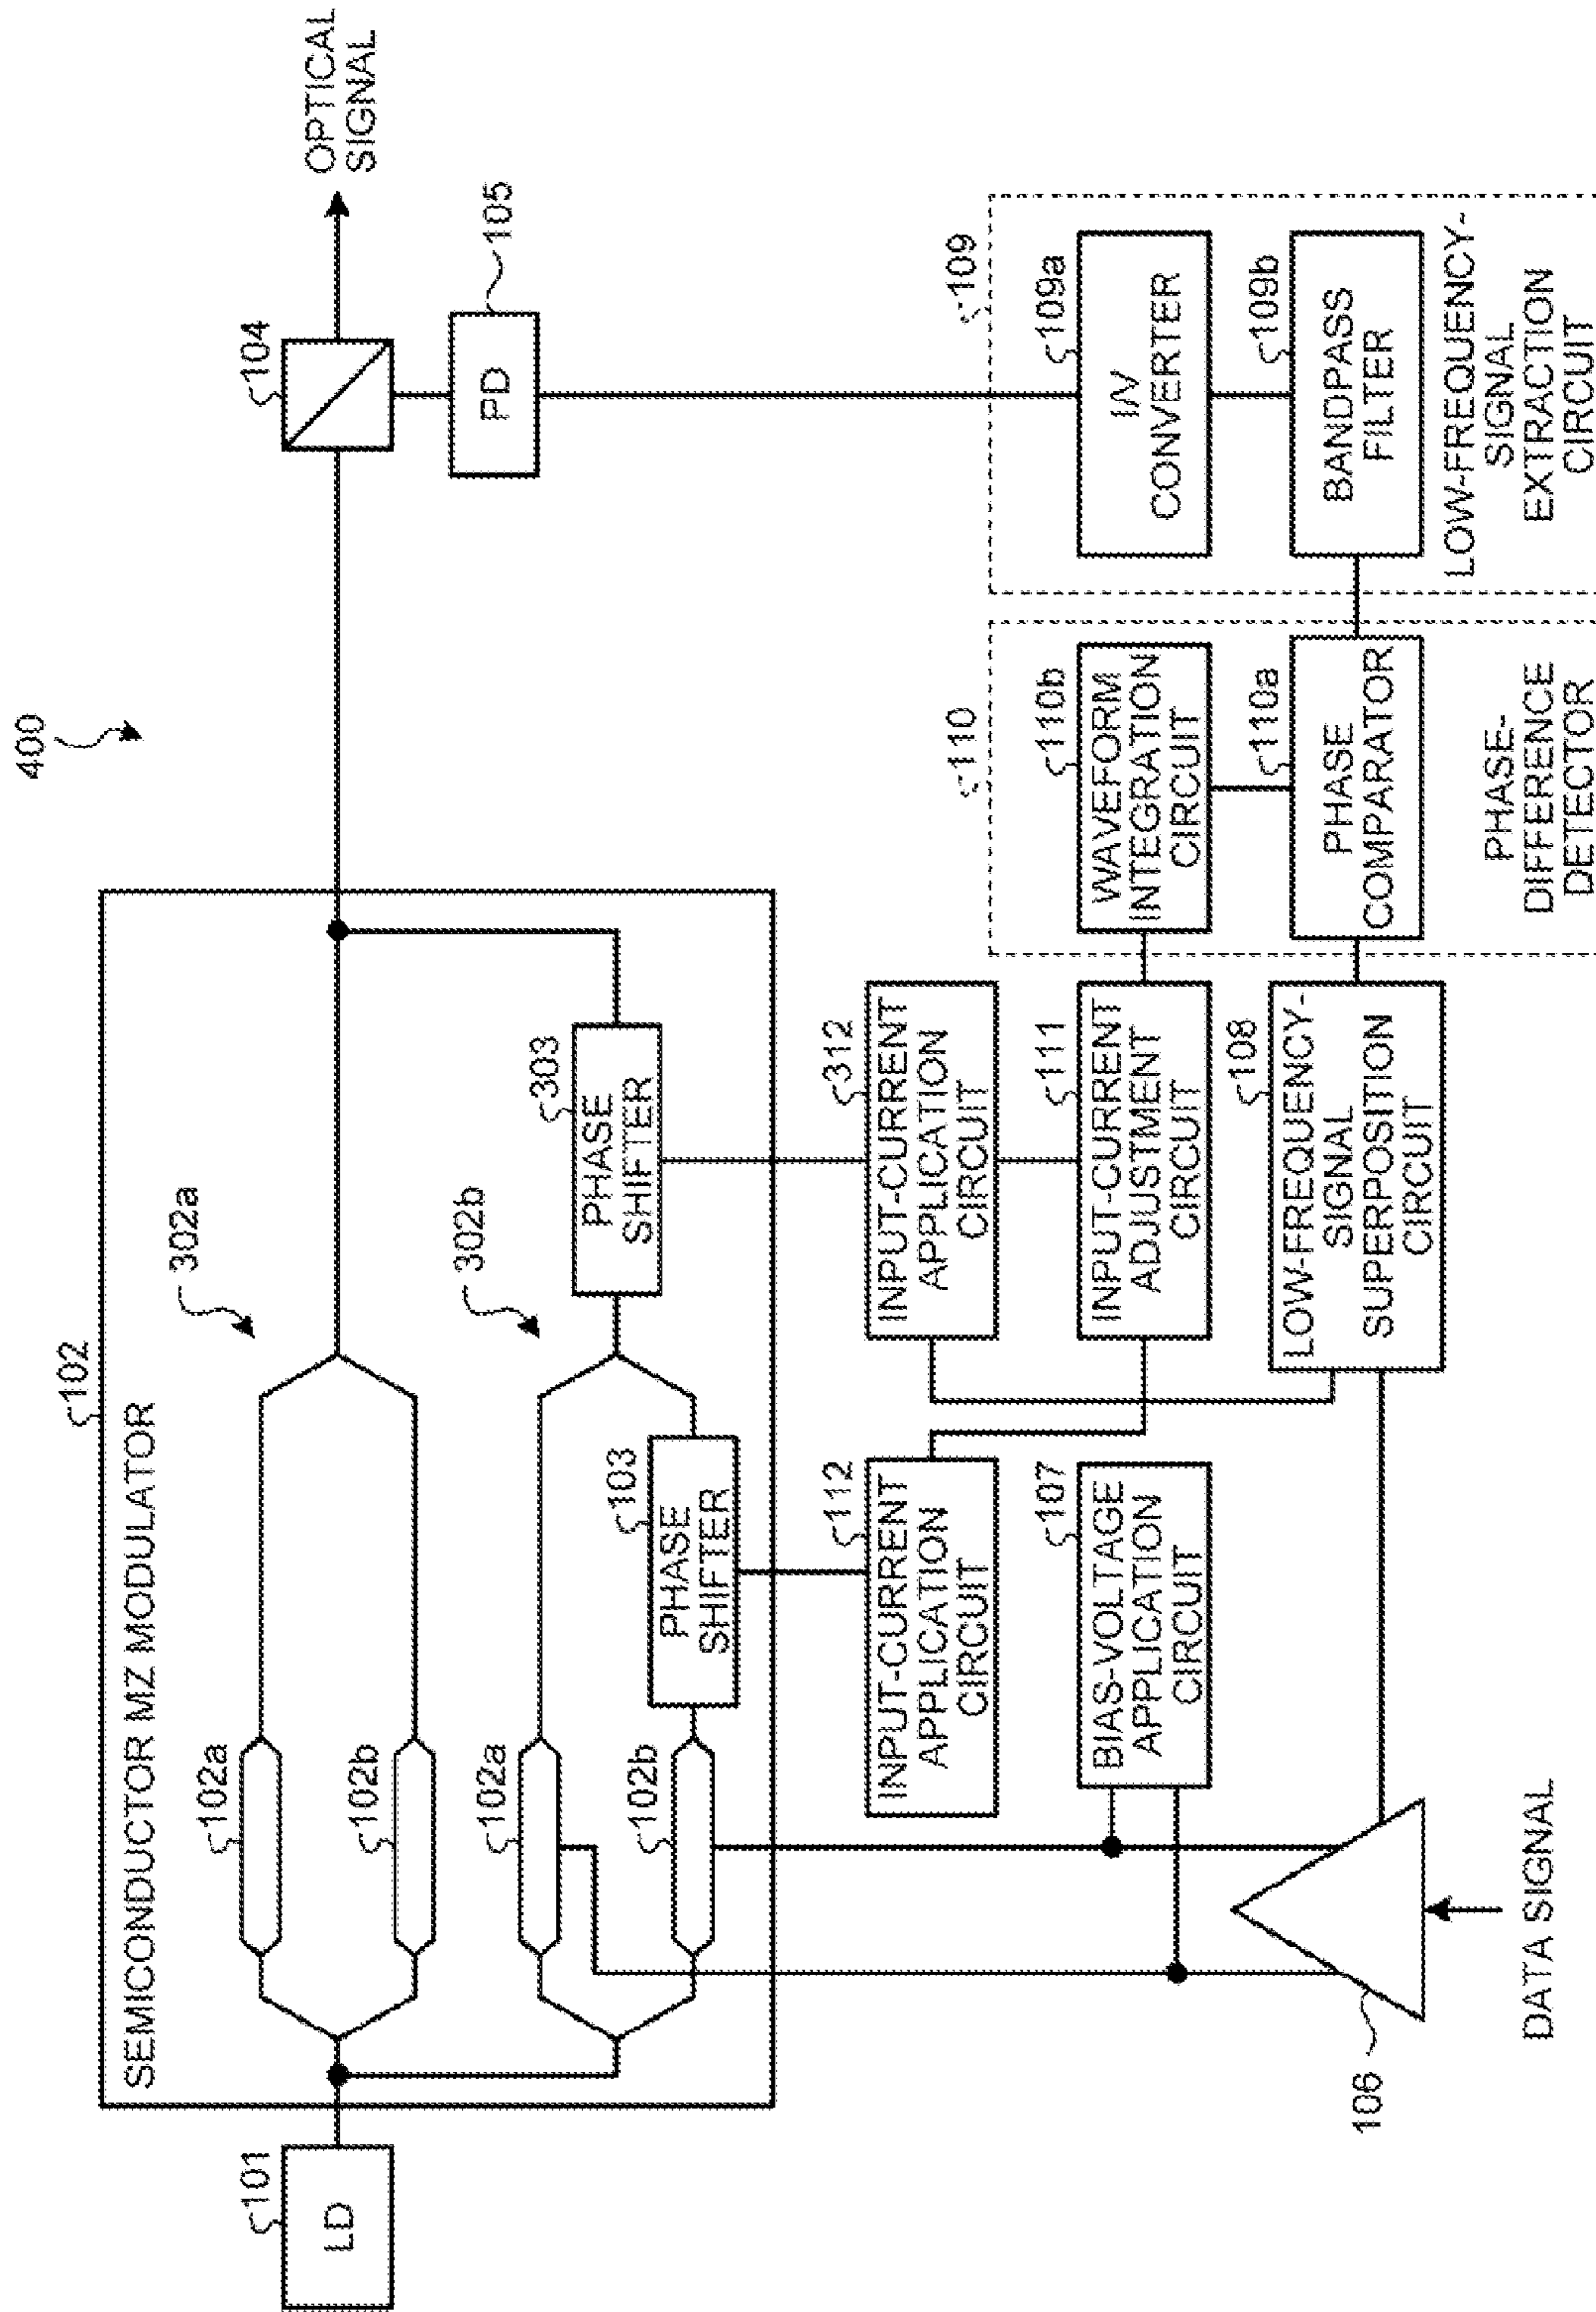 400
102
SEMICONDUCTOR MZ MODULATOR
101
LD
102a
102b
302a
104
OPTICAL
SIGNAL
105
PD
102a
102b
302b
103
PHASE
SHIFTER
303
PHASE
SHIFTER
112
INPUT-CURRENT
APPLICATION
CIRCUIT
312
INPUT-CURRENT
APPLICATION
CIRCUIT
107
BIAS-VOLTAGE
APPLICATION
CIRCUIT
111
INPUT-CURRENT
ADJUSTMENT
CIRCUIT
110
110b
WAVEFORM
INTEGRATION
CIRCUIT
109
109a
I/V
CONVERTER
108
LOW-FREQUENCY-
SIGNAL
SUPERPOSITION
CIRCUIT
110a
PHASE
COMPARATOR
109b
BANDPASS
FILTER
PHASE-
DIFFERENCE
DETECTOR
LOW-FREQUENCY-
SIGNAL
EXTRACTION
CIRCUIT
106
DATA SIGNAL